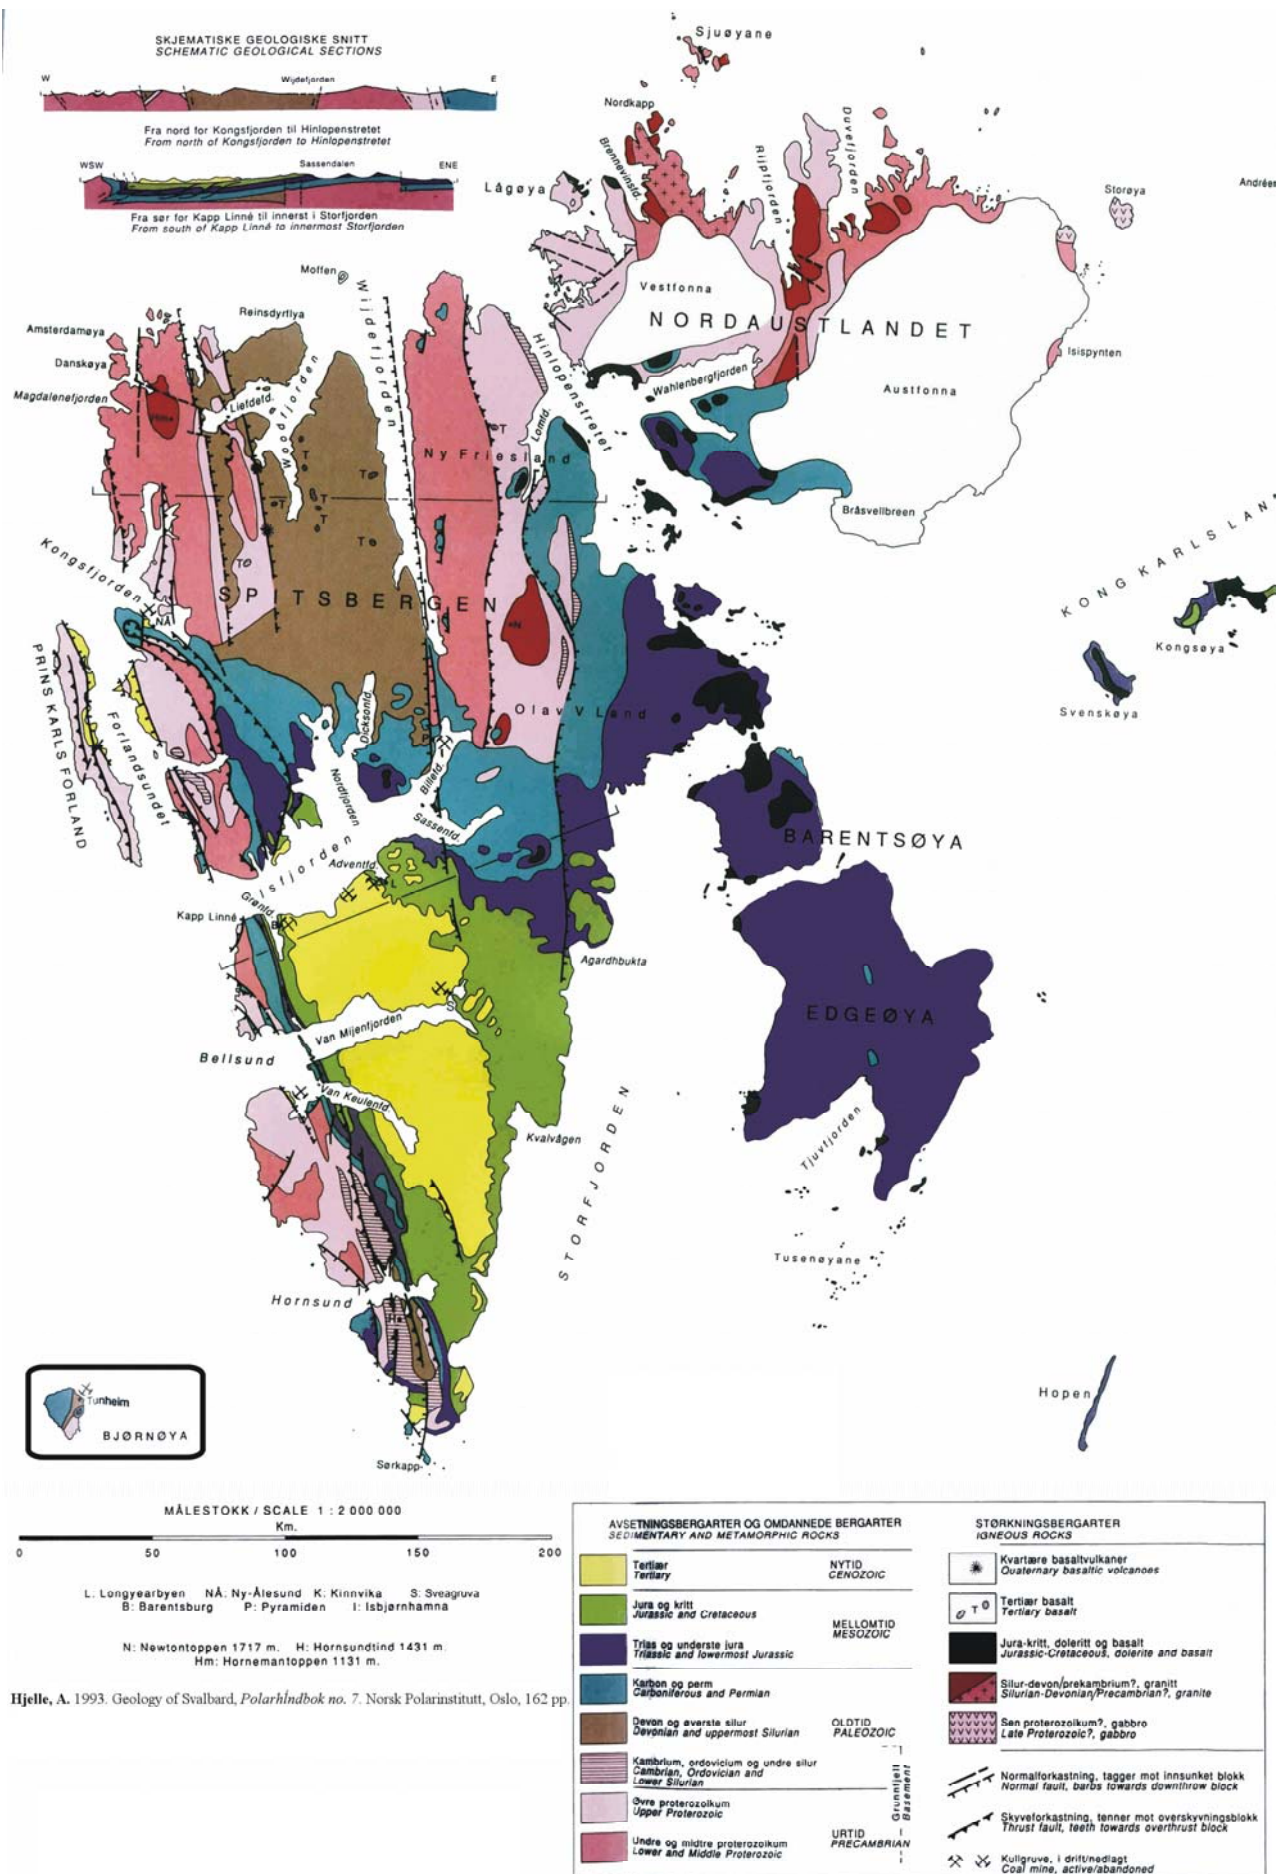 SKJEMATISKE GEOLOGISKE SNITT
SCHEMATIC GEOLOGICAL SECTIONS
W
Wijdefjorden
E
Fra nord for Kongsfjorden til Hinlopenstretet
From north of Kongsfjorden to Hinlopenstretet
WSW
Sassendalen
ENE
Fra sør for Kapp Linné til innerst i Storfjorden
From south of Kapp Linné to innermost Storfjorden
Sjuøyane
Nordkapp
Brennevinsfd.
Rijpfjorden
Duvefjorden
Lågøya
Storøya
Andrée
Moffen
Wijdefjorden
Vestfonna
NORDAUSTLANDET
Reinsdyrflya
Amsterdamøya
Danskøya
Magdalenefjorden
Hm
Liefdefd.
Woodfjorden
Hinlopenstretet
Wahlenbergfjorden
Isispynten
Austfonna
Lomfd.
T
Ny Friesland
T
T
T
T
T
T
Bråsvellbreen
Kongsfjorden
T
SPITSBERGEN
NÅ
N
KONG KARLS LAN
Kongsøya
Svenskøya
PRINS KARLS FORLAND
Forlandsundet
Dicksonfd.
Olav V Land
P
Nordfjorden
Billefd.
Sassenfd.
BARENTSØYA
Isfjorden
Adventfd.
L
Grønfd.
Kapp Linné
B
Agardhbukta
S
EDGEØYA
Van Mijenfjorden
Bellsund
Van Keulenfd.
Kvalvågen
STORFJORDEN
Tjuvfjorden
Tusenøyane
Hornsund
H
Hopen
Tunheim
BJØRNØYA
Sørkapp
MÅLESTOKK / SCALE 1 : 2 000 000
Km.
0 50 100 150 200
L: Longyearbyen NÅ: Ny-Ålesund K: Kinnvika S: Sveagruva
B: Barentsburg P: Pyramiden I: Isbjørnhamna
N: Newtontoppen 1717 m. H: Hornsundtind 1431 m.
Hm: Hornemantoppen 1131 m.
Hjelle, A. 1993. Geology of Svalbard, Polarhĺndbok no. 7. Norsk Polarinstitutt, Oslo, 162 pp.
AVSETNINGSBERGARTER OG OMDANNEDE BERGARTER
SEDIMENTARY AND METAMORPHIC ROCKS
Tertiær
Tertiary
NYTID
CENOZOIC
Jura og kritt
Jurassic and Cretaceous
MELLOMTID
MESOZOIC
Trias og underste jura
Triassic and lowermost Jurassic
Karbon og perm
Carboniferous and Permian
Devon og øverste silur
Devonian and uppermost Silurian
OLDTID
PALEOZOIC
Kambrium, ordovicium og undre silur
Cambrian, Ordovician and
Lower Silurian
Øvre proterozoikum
Upper Proterozoic
Undre og midtre proterozoikum
Lower and Middle Proterozoic
URTID
PRECAMBRIAN
Grunnfjell
Basement
STØRKNINGSBERGARTER
IGNEOUS ROCKS
Kvartære basaltvulkaner
Quaternary basaltic volcanoes
T
Tertiær basalt
Tertiary basalt
Jura-kritt, doleritt og basalt
Jurassic-Cretaceous, dolerite and basalt
Silur-devon/prekambrium?, granitt
Silurian-Devonian/Precambrian?, granite
Sen proterozoikum?, gabbro
Late Proterozoic?, gabbro
Normalforkastning, tagger mot innsunket blokk
Normal fault, barbs towards downthrow block
Skyveforkastning, tenner mot overskyvningsblokk
Thrust fault, teeth towards overthrust block
Kullgruve, i drift/nedlagt
Coal mine, active/abandoned